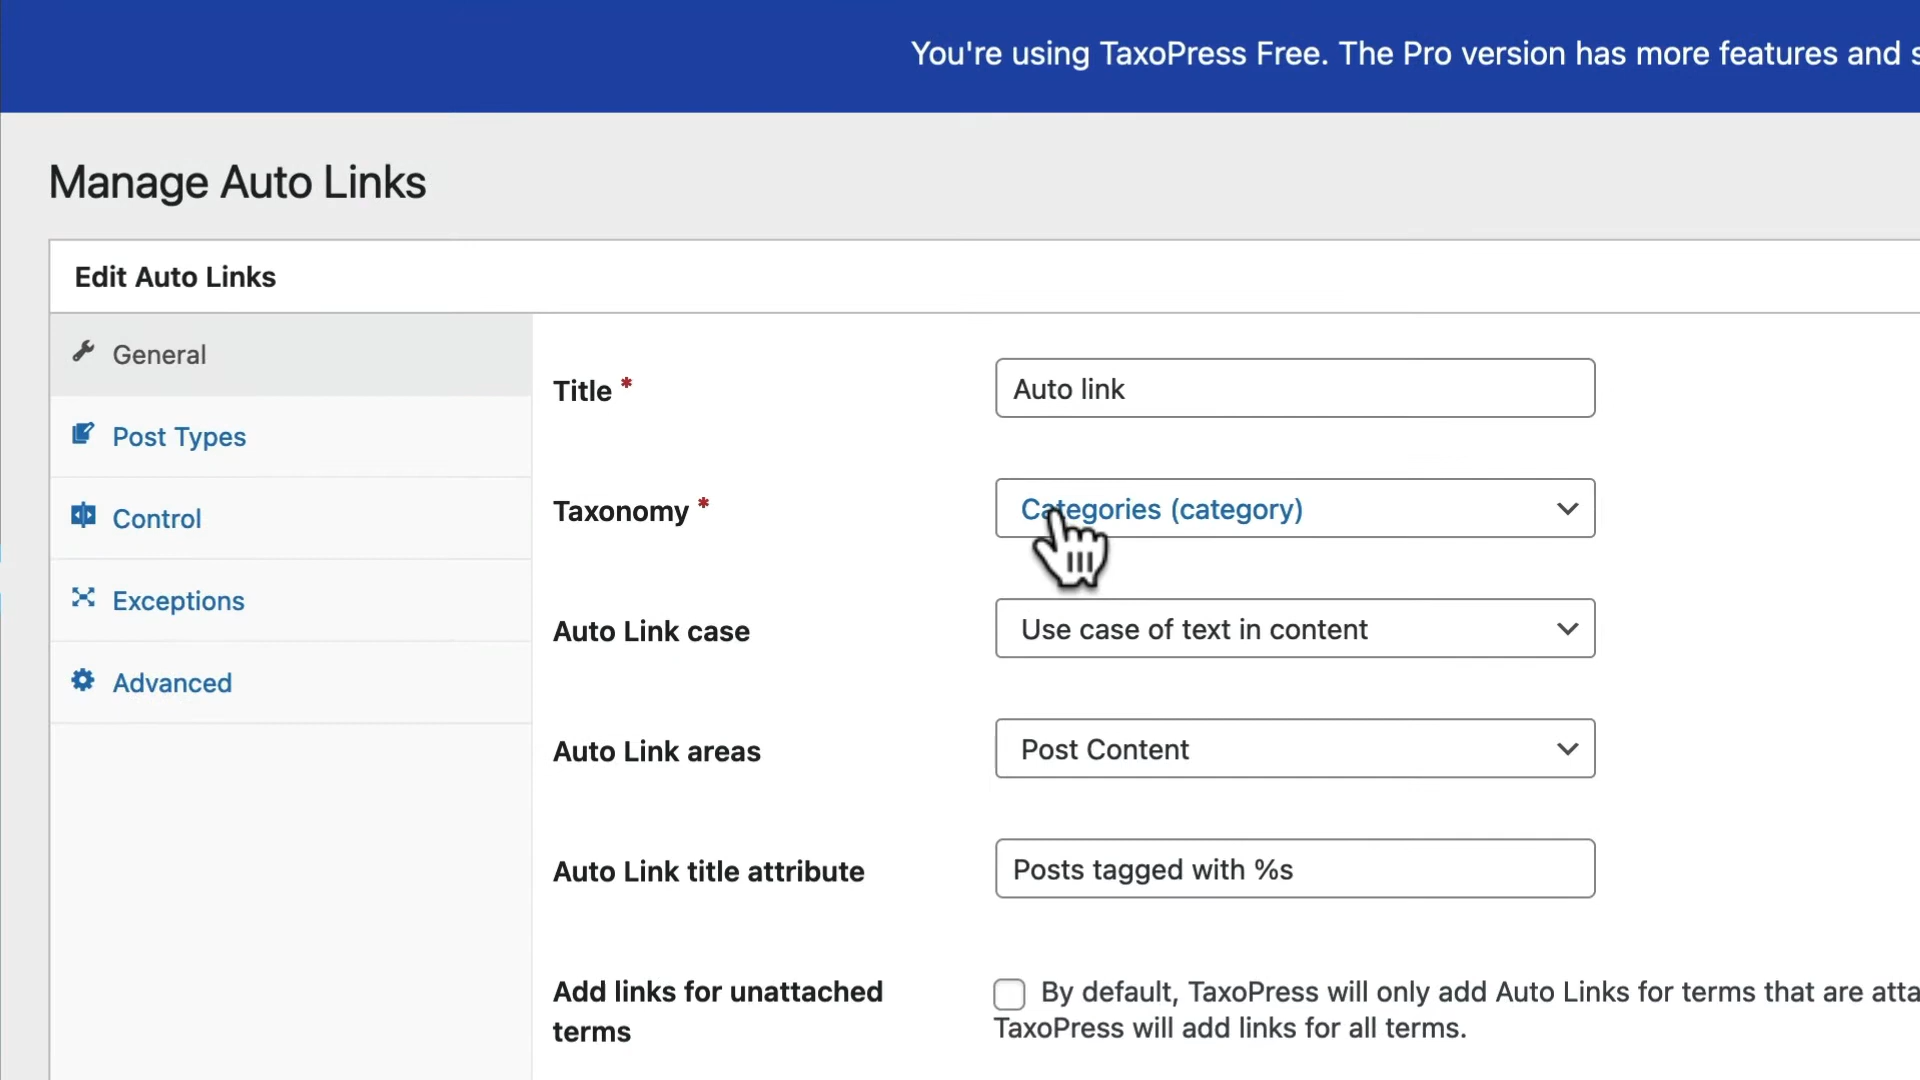 You're using TaxoPress Free. The Pro version has more features and s
Manage Auto Links
Edit Auto Links
General
Post Types
Control
Exceptions
Advanced
Title *
Auto link
Taxonomy *
Categories (category)
Auto Link case
Use case of text in content
Auto Link areas
Post Content
Auto Link title attribute
Posts tagged with %s
Add links for unattached
terms
By default, TaxoPress will only add Auto Links for terms that are atta
TaxoPress will add links for all terms.